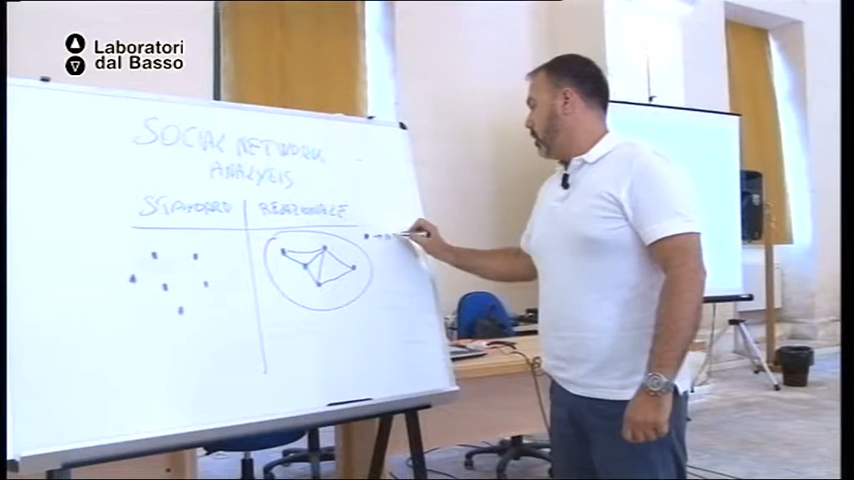 Laboratori
dal Basso
SOCIAL NETWORK
ANALYSIS
STANDARD RELAZIONALE